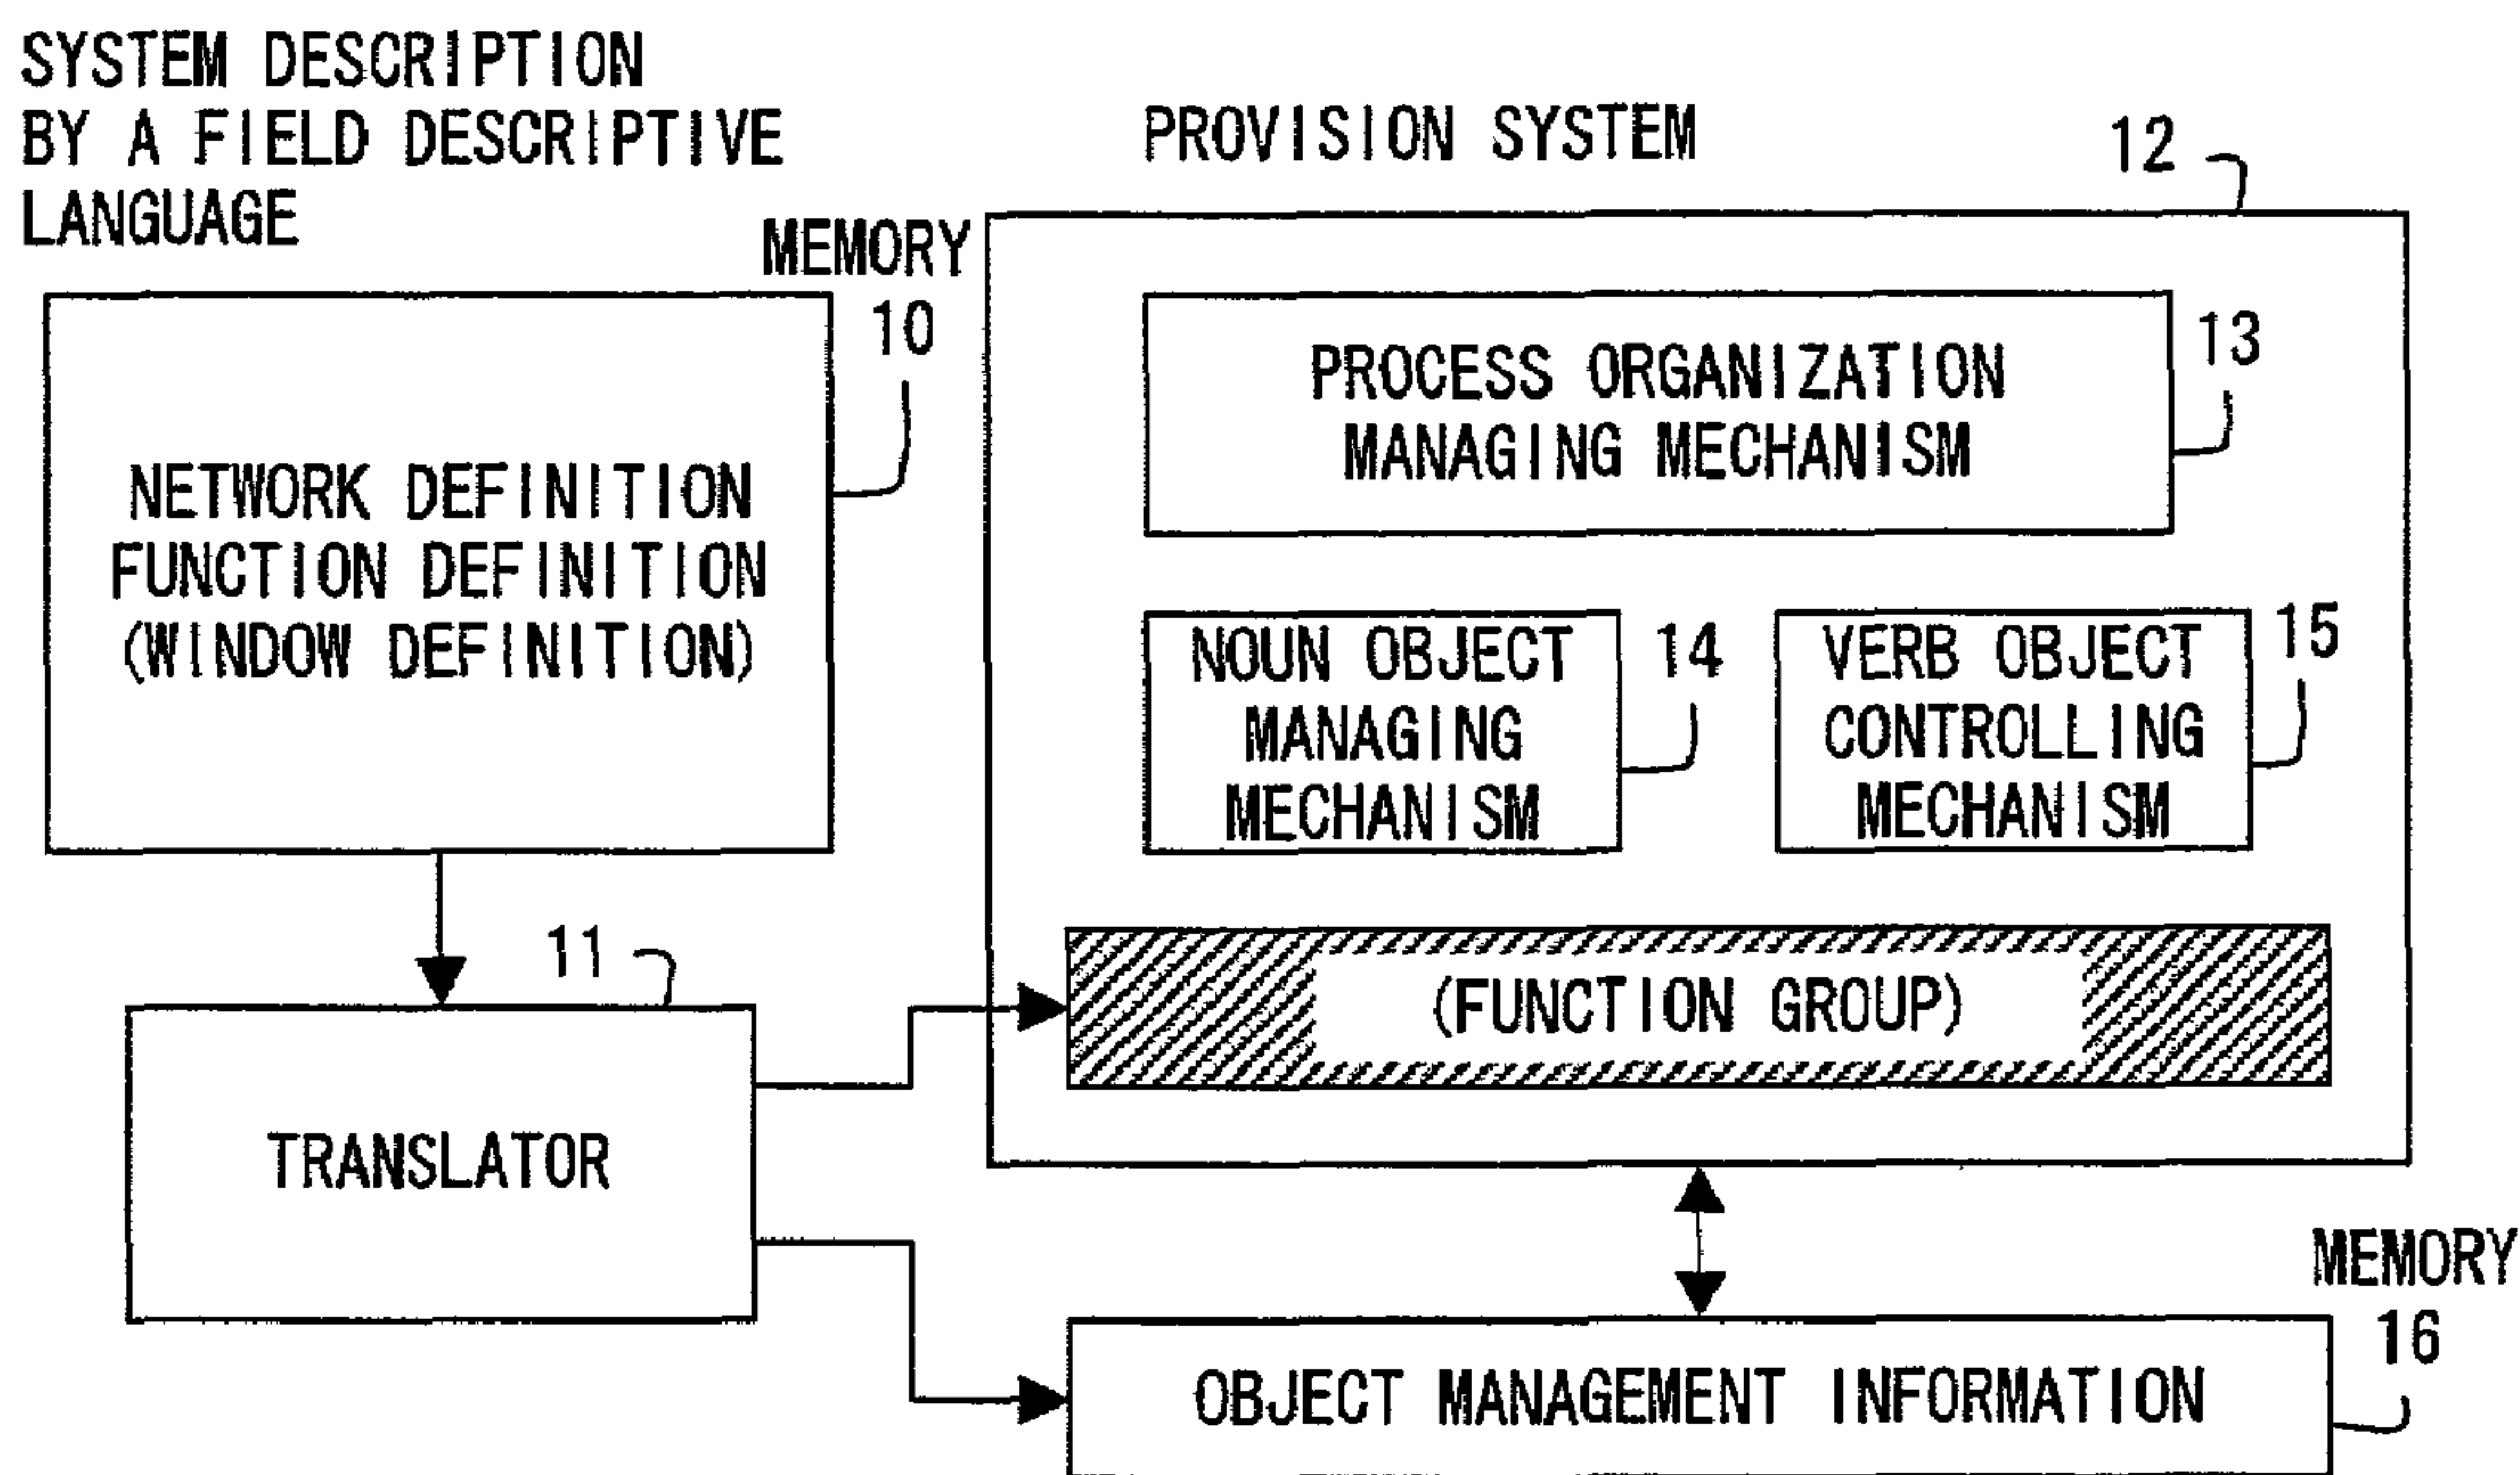 SYSTEM DESCRIPTION
BY A FIELD DESCRIPTIVE
LANGUAGE
MEMORY
10
NETWORK DEFINITION
FUNCTION DEFINITION
(WINDOW DEFINITION)
11
TRANSLATOR
PROVISION SYSTEM
12
PROCESS ORGANIZATION
MANAGING MECHANISM
13
NOUN OBJECT
MANAGING
MECHANISM
14
VERB OBJECT
CONTROLLING
MECHANISM
15
(FUNCTION GROUP)
MEMORY
16
OBJECT MANAGEMENT INFORMATION